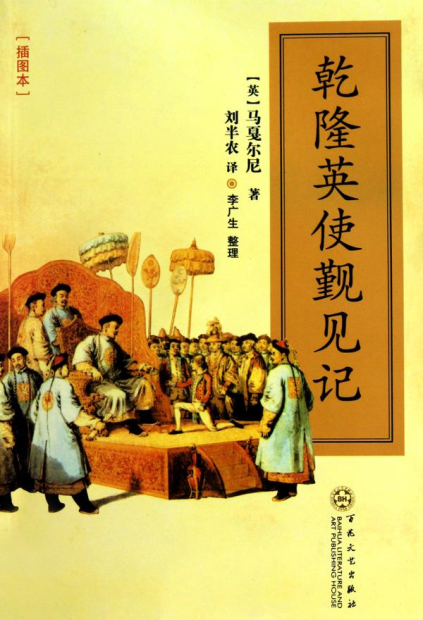 乾隆英使觐见记
[英]马戛尔尼 著
刘半农 译 李广生 整理
[插图本]
BH
百花文艺出版社
BAIHUA LITERATURE AND
ART PUBLISHING HOUSE